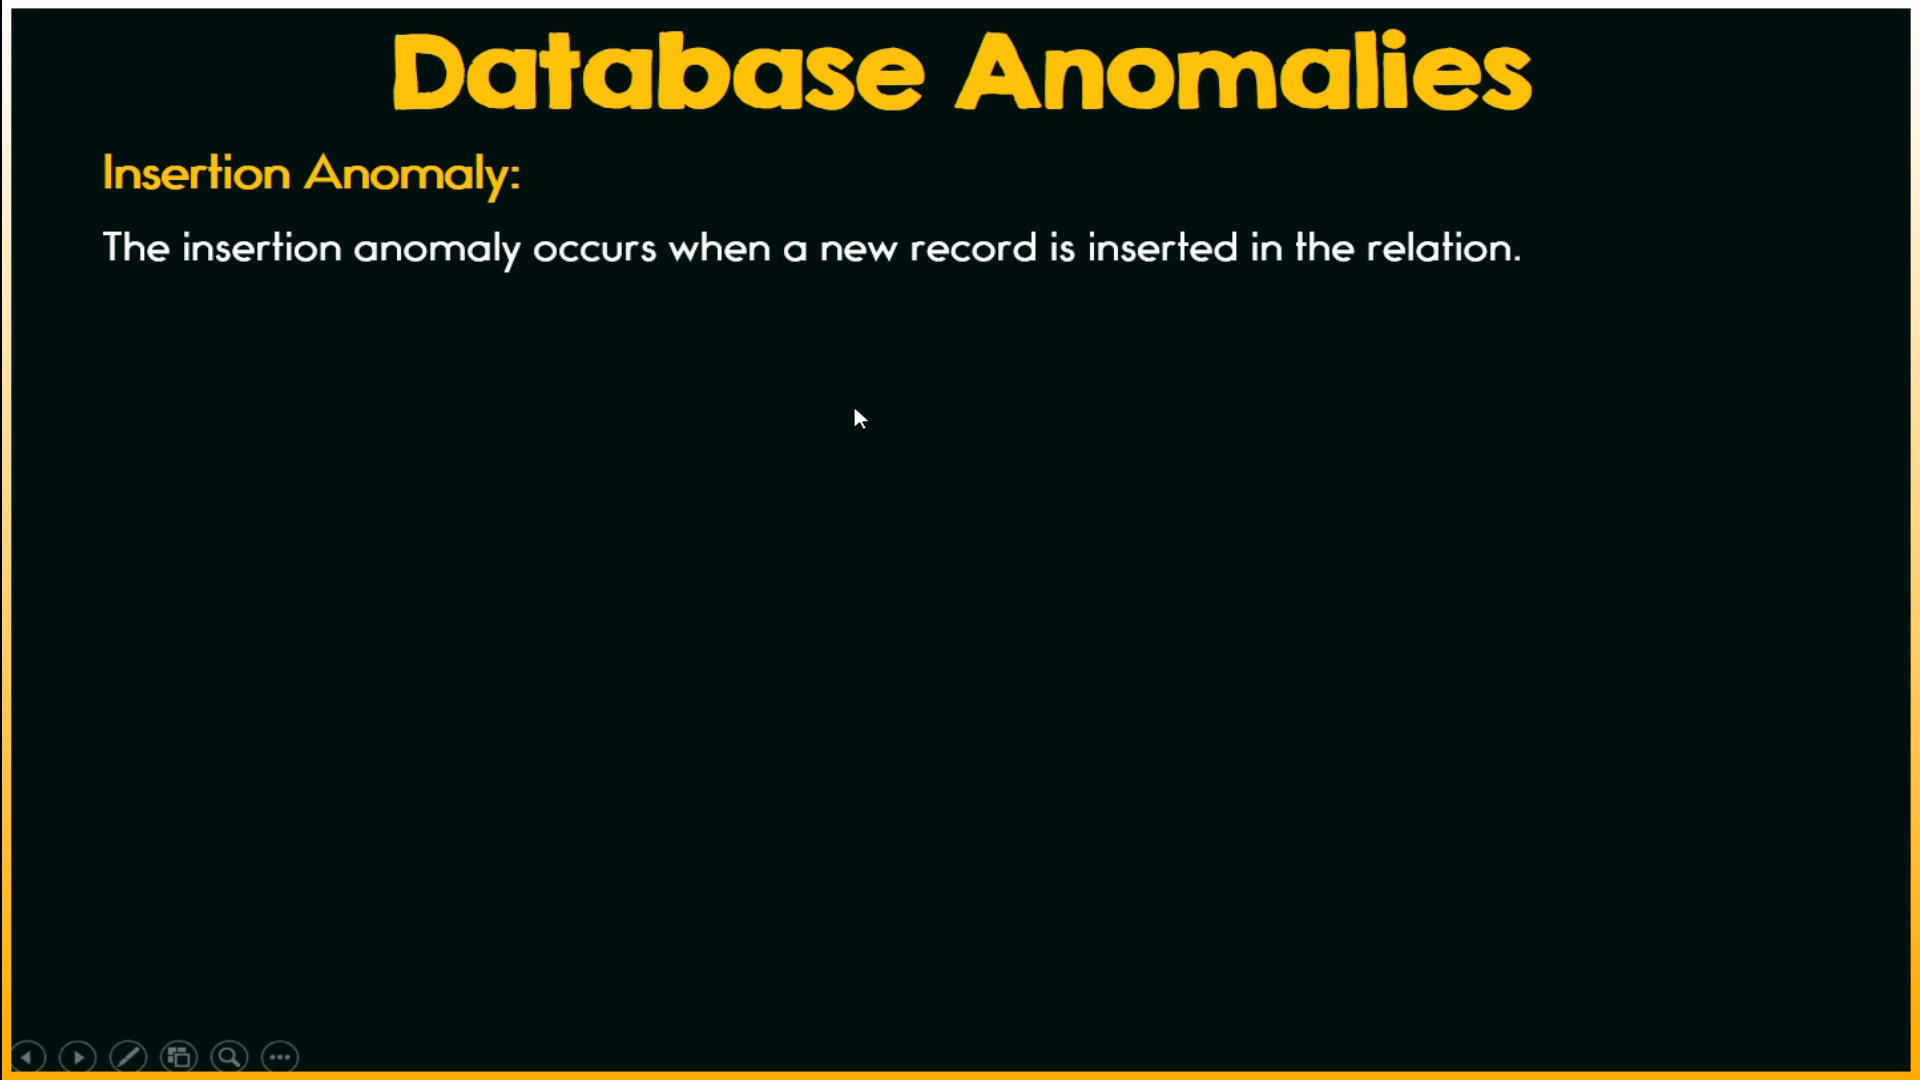 Database Anomalies
Insertion Anomaly:
The insertion anomaly occurs when a new record is inserted in the relation.